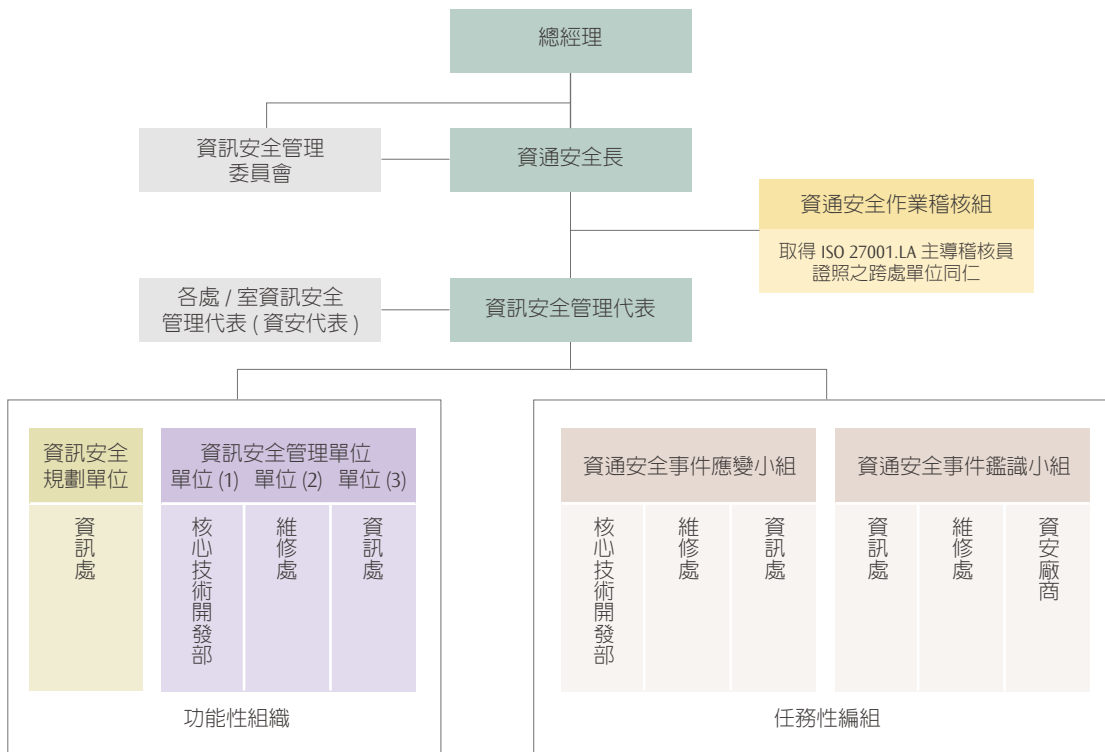 總經理
資訊安全管理
委員會
資通安全長
資通安全作業稽核組
取得 ISO 27001.LA 主導稽核員
證照之跨處單位同仁
各處 / 室資訊安全
管理代表 ( 資安代表 )
資訊安全管理代表
資訊安全
規劃單位
資訊處
資訊安全管理單位
單位 (1) 單位 (2) 單位 (3)
核心技術開發部
維修處
資訊處
功能性組織
資通安全事件應變小組
核心技術開發部
維修處
資訊處
資通安全事件鑑識小組
資訊處
維修處
資安廠商
任務性編組